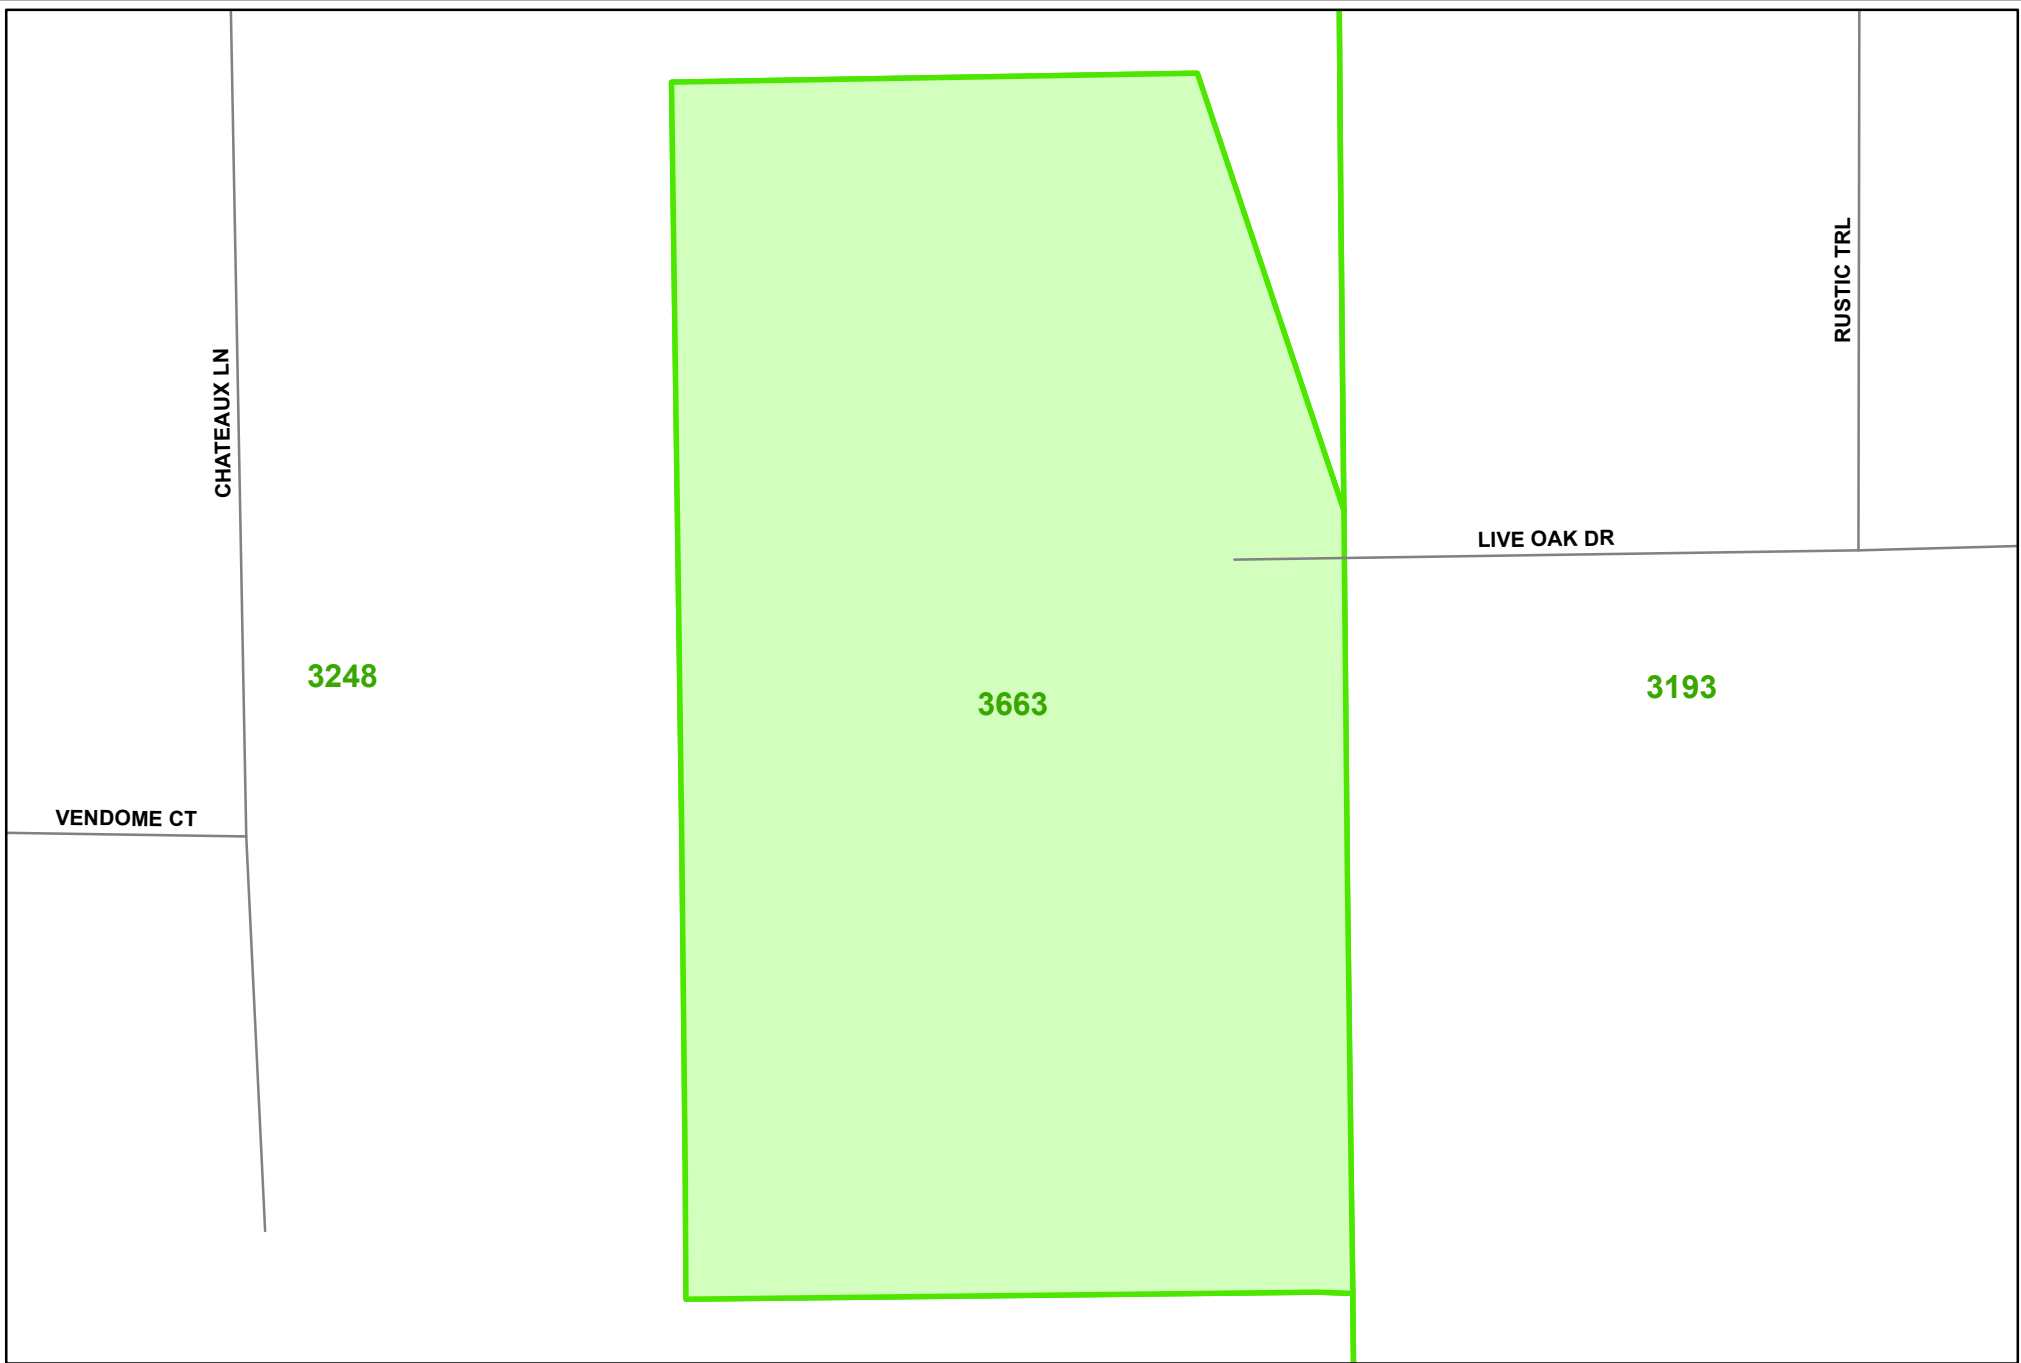 RUSTIC TRL
CHATEAUX LN
LIVE OAK DR
3248
3663
3193
VENDOME CT